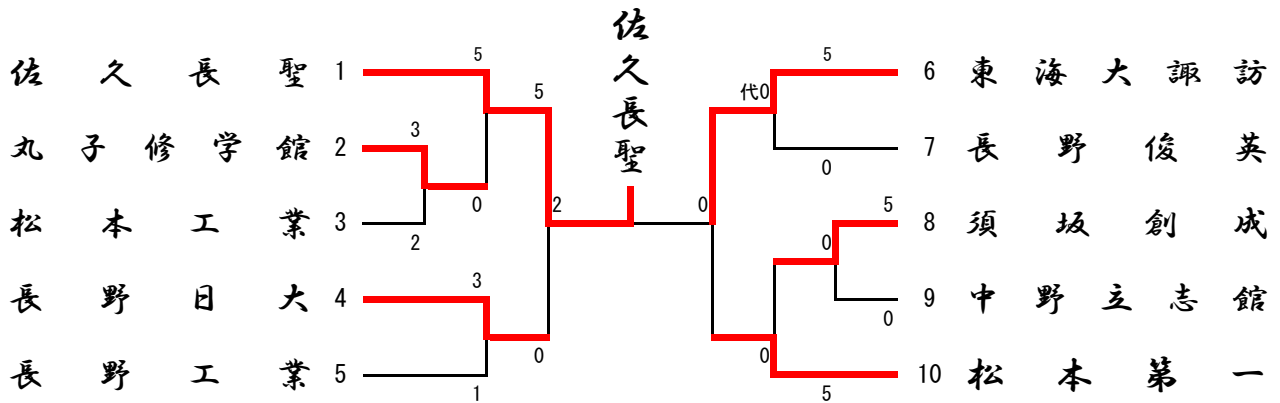 佐久長聖
5
佐久長聖 1
5
丸子修学館 2
3
0
松本工業 3
2
2
長野日大 4
3
0
長野工業 5
1
5
6 東海大諏訪
代0
7 長野俊英
0
0
5
8 須坂創成
0
9 中野立志館
0
0
10 松本第一
5